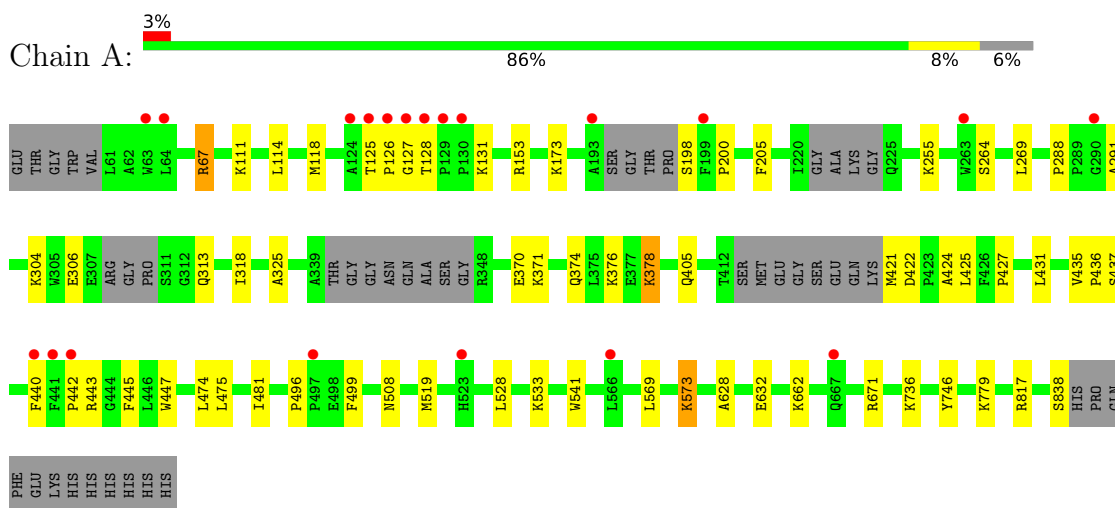 3%
Chain A:
86% 8% 6%
GLU THR GLY TRP VAL L61 A62 W63 L64 R67 K111 L114 M118 A124 T125 P126 G127 T128 P129 P130 K131 R153 K173 A193 SER GLY THR PRO S198 F199 P200 F205 I220 GLY ALA LYS GLY Q225 K255 W263 S264 L269 P288 P289 G290 A291
K304 W305 E306 E307 ARG GLY PRO S311 G312 Q313 I318 A325 A339 THR GLY GLY ASN GLN ALA SER GLY R348 E370 K371 Q374 L375 K376 E377 K378 Q405 T412 SER MET GLU GLY SER GLU GLN LYS M421 D422 P423 A424 L425 F426 P427 L431 V435 P436 S437
F440 F441 P442 R443 G444 F445 L446 W447 L474 L475 I481 P496 P497 E498 F499 N508 M519 H523 L528 K533 W541 L566 L569 K573 A628 E632 K662 Q667 R671 K736 Y746 K779 R817 S838 HIS PRO GLN
PHE GLU LYS HIS HIS HIS HIS HIS HIS